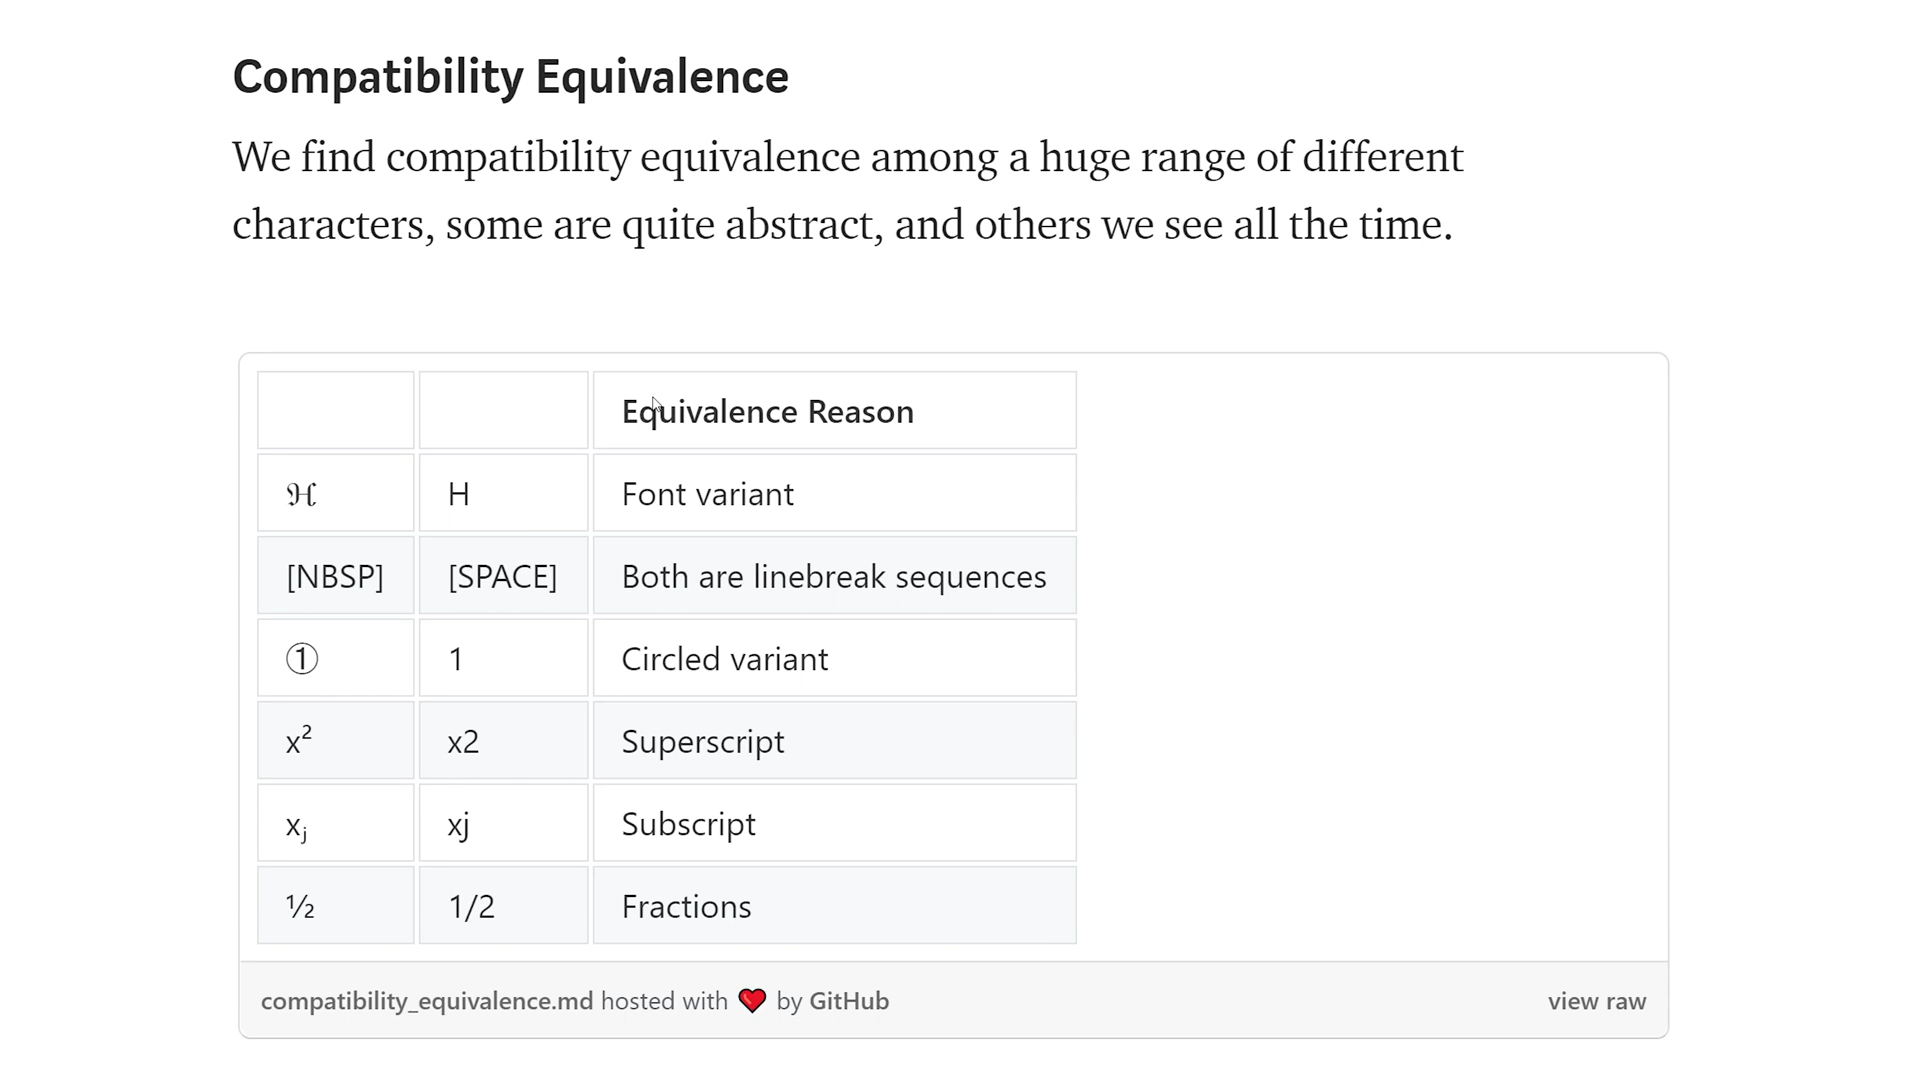 Compatibility Equivalence
We find compatibility equivalence among a huge range of different
characters, some are quite abstract, and others we see all the time.
Equivalence Reason
ℌ H Font variant
[NBSP] [SPACE] Both are linebreak sequences
① 1 Circled variant
x² x2 Superscript
xⱼ xj Subscript
½ 1/2 Fractions
compatibility_equivalence.md hosted with ❤ by GitHub view raw